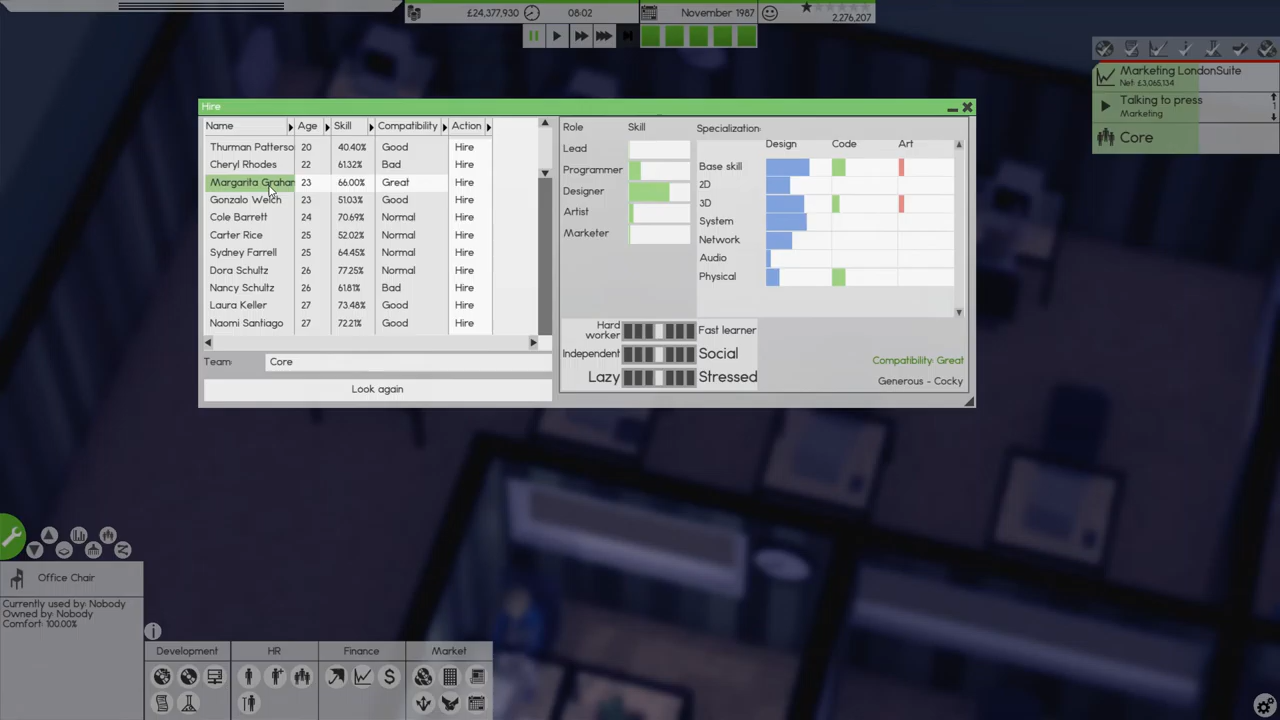 £24,377,930 08:02 November 1987 2,276,207
Marketing LondonSuite
Net: £3,065,134
Talking to press
Marketing
Core
Hire
Name Age Skill Compatibility Action
Thurman Patterso 20 40.40% Good Hire
Cheryl Rhodes 22 61.32% Bad Hire
Margarita Graham 23 66.00% Great Hire
Gonzalo Welch 23 51.03% Good Hire
Cole Barrett 24 70.69% Normal Hire
Carter Rice 25 52.02% Normal Hire
Sydney Farrell 25 64.45% Normal Hire
Dora Schultz 26 77.25% Normal Hire
Nancy Schultz 26 61.81% Bad Hire
Laura Keller 27 73.48% Good Hire
Naomi Santiago 27 72.21% Good Hire
Team: Core
Look again
Role Skill
Lead
Programmer
Designer
Artist
Marketer
Specialization:
Design Code Art
Base skill
2D
3D
System
Network
Audio
Physical
Hard worker Fast learner
Independent Social
Lazy Stressed
Compatibility: Great
Generous - Cocky
Office Chair
Currently used by: Nobody
Owned by: Nobody
Comfort: 100.00%
Development HR Finance Market